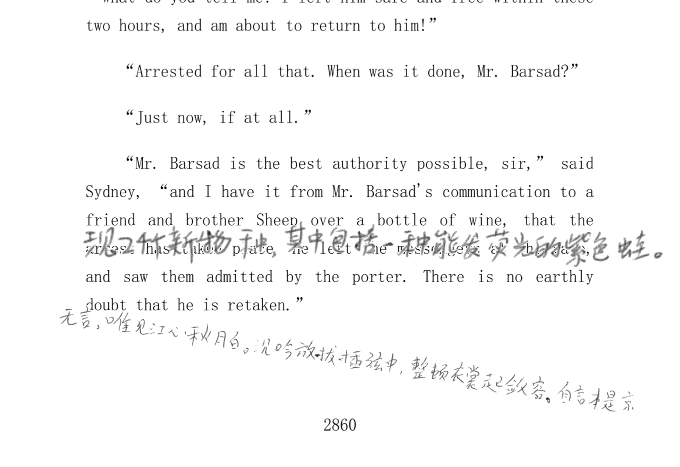 “What do you tell me? I left him safe and free within these
two hours, and am about to return to him!”
“Arrested for all that. When was it done, Mr. Barsad?”
“Just now, if at all.”
“Mr. Barsad is the best authority possible, sir,” said
Sydney, “and I have it from Mr. Barsad's communication to a
friend and brother Sheep over a bottle of wine, that the
现24个新物种，其中包括一种能发荧光的紫色蛙。
arrest has taken place. He left the messengers at the
and saw them admitted by the porter. There is no earthly
doubt that he is retaken.”
无言，唯见江心秋月白。沉吟放拨插弦中，整顿衣裳起敛容。自言本是京
2860